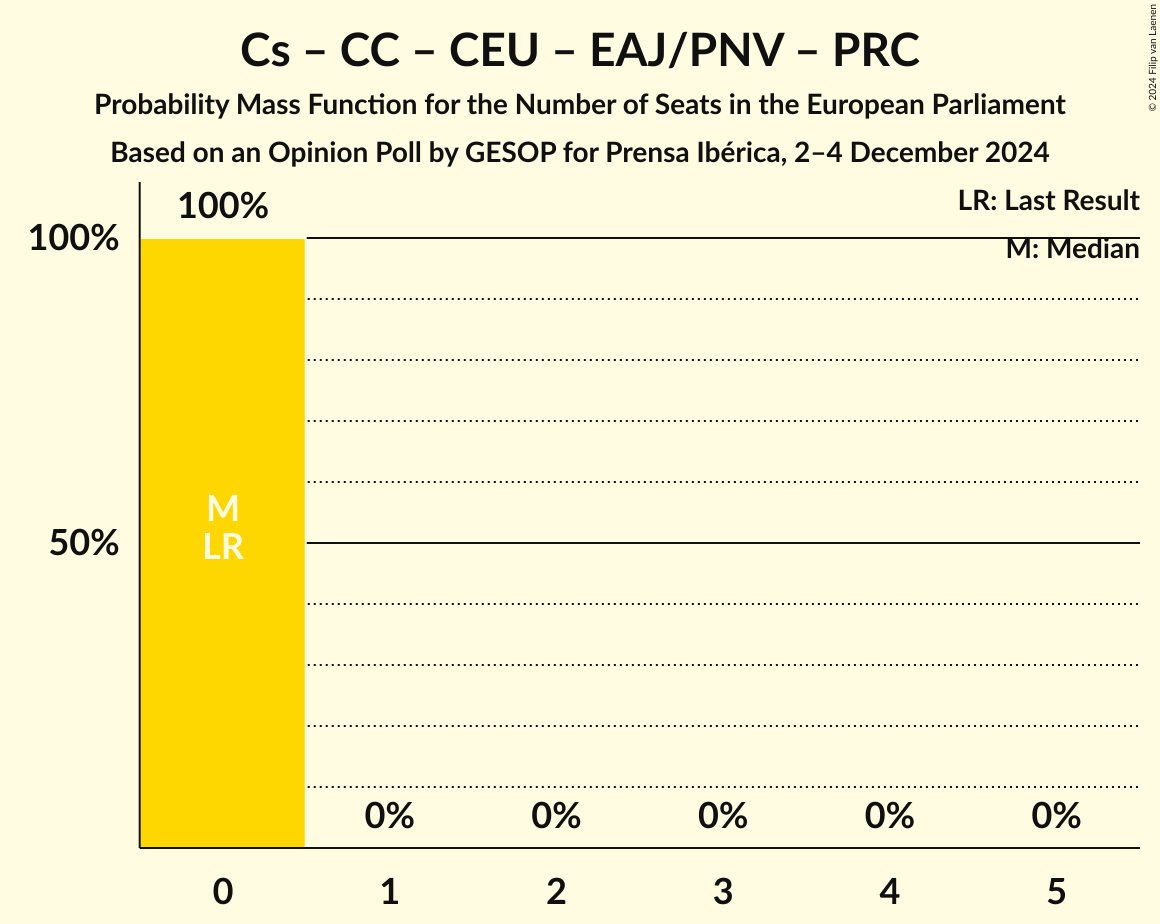 Cs – CC – CEU – EAJ/PNV – PRC
Probability Mass Function for the Number of Seats in the European Parliament
Based on an Opinion Poll by GESOP for Prensa Ibérica, 2–4 December 2024
© 2024 Filip van Laenen
LR: Last Result
M: Median
100%
100%
50%
M
LR
0% 0% 0% 0% 0%
0 1 2 3 4 5